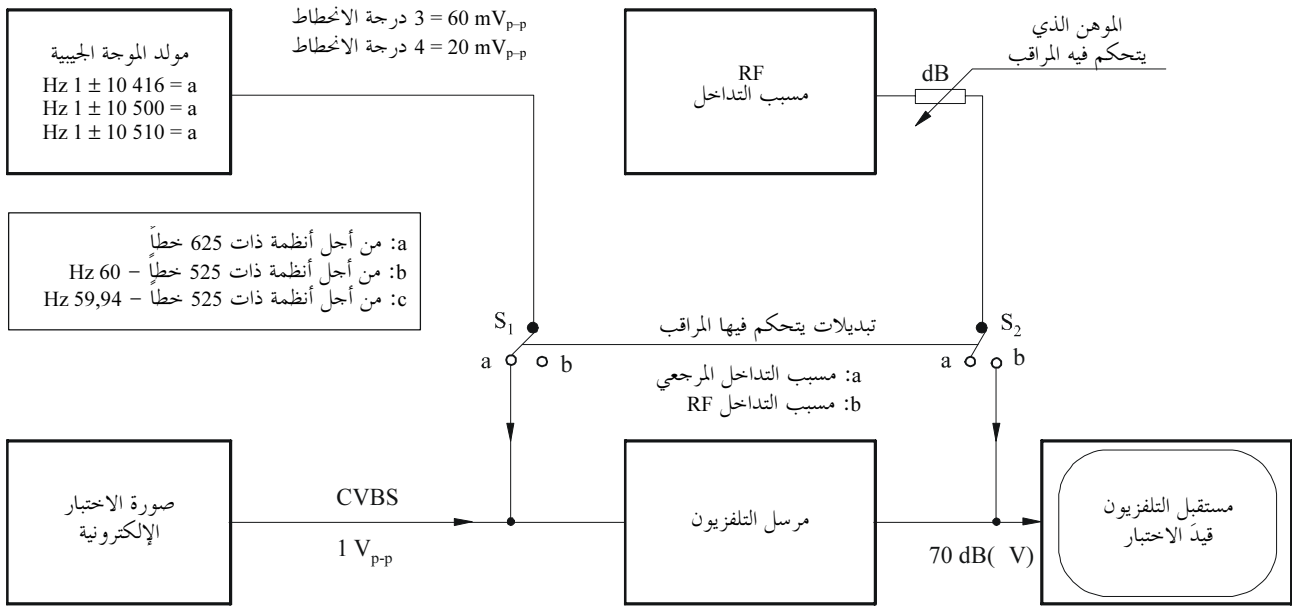 مولد الموجة الجيبية
Hz 1 ± 10 416 = a
Hz 1 ± 10 500 = a
Hz 1 ± 10 510 = a
درجة الانحطاط 3 = 60 mVp–p
درجة الانحطاط 4 = 20 mVp–p
RF
مسبب التداخل
dB
الموهن الذي
يتحكم فيه المراقب
a: من أجل أنظمة ذات 625 خطاً
b: من أجل أنظمة ذات 525 خطاً – 60 Hz
c: من أجل أنظمة ذات 525 خطاً – 59,94 Hz
S1
S2
تبديلات يتحكم فيها المراقب
a
b
a
b
a: مسبب التداخل المرجعي
b: مسبب التداخل RF
صورة الاختبار
الإلكترونية
CVBS
1 Vp-p
مرسل التلفزيون
70 dB( V)
مستقبل التلفزيون
قيدَ الاختبار